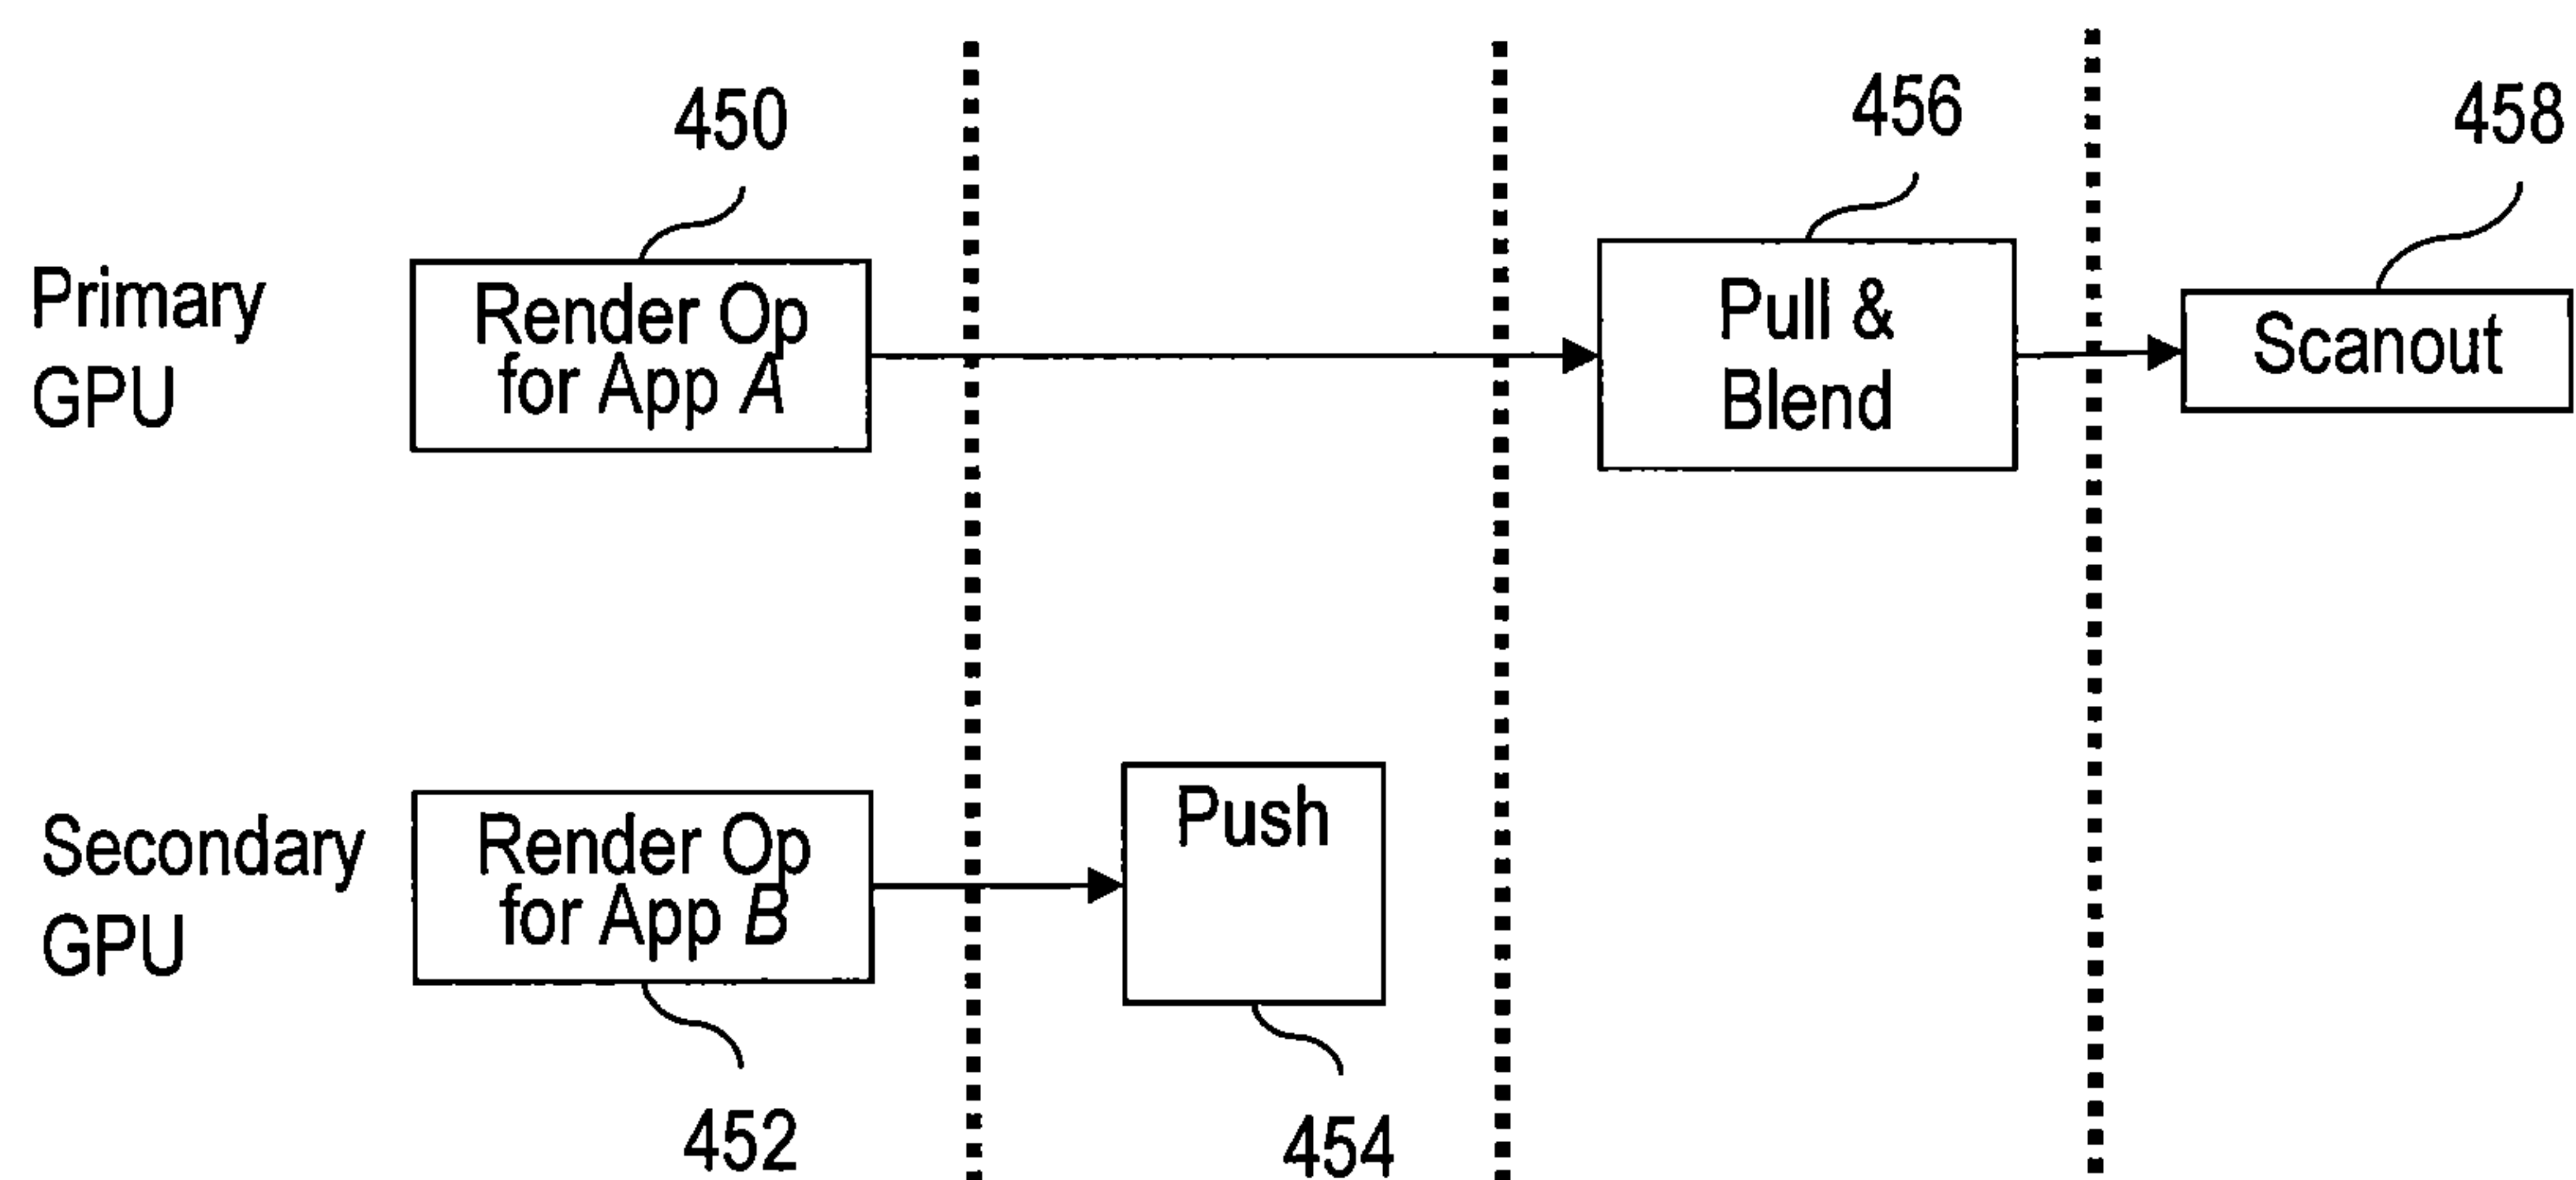 450
456
458
Primary
GPU
Render Op
for App A
Pull &
Blend
Scanout
Secondary
GPU
Render Op
for App B
Push
452
454